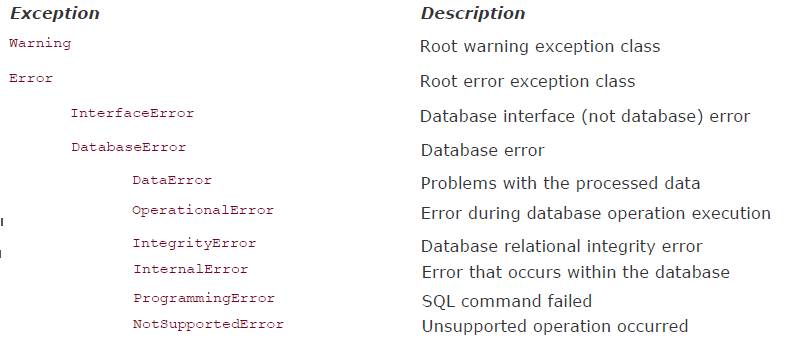 Exception Description
Warning Root warning exception class
Error Root error exception class
InterfaceError Database interface (not database) error
DatabaseError Database error
DataError Problems with the processed data
OperationalError Error during database operation execution
IntegrityError Database relational integrity error
InternalError Error that occurs within the database
ProgrammingError SQL command failed
NotSupportedError Unsupported operation occurred